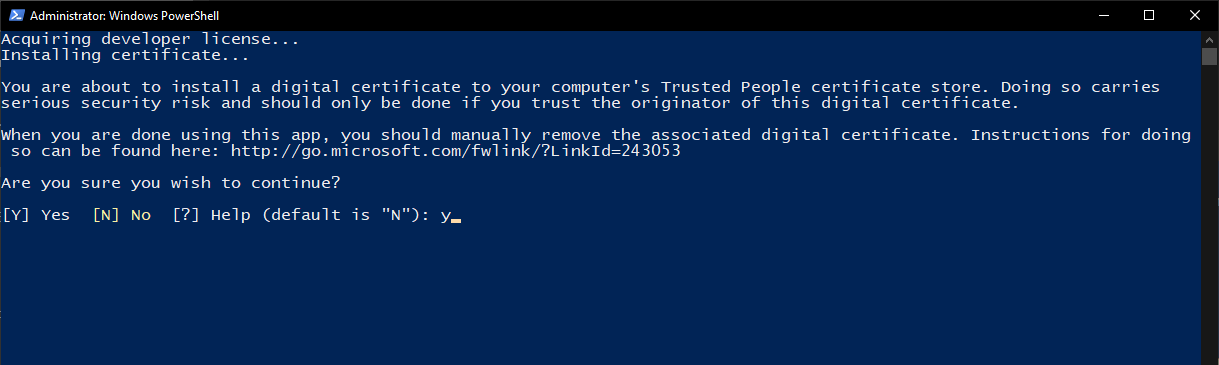 Administrator: Windows PowerShell
Acquiring developer license...
Installing certificate...
You are about to install a digital certificate to your computer's Trusted People certificate store. Doing so carries
serious security risk and should only be done if you trust the originator of this digital certificate.
When you are done using this app, you should manually remove the associated digital certificate. Instructions for doing
so can be found here: http://go.microsoft.com/fwlink/?LinkId=243053
Are you sure you wish to continue?
[Y] Yes  [N] No  [?] Help (default is "N"): y